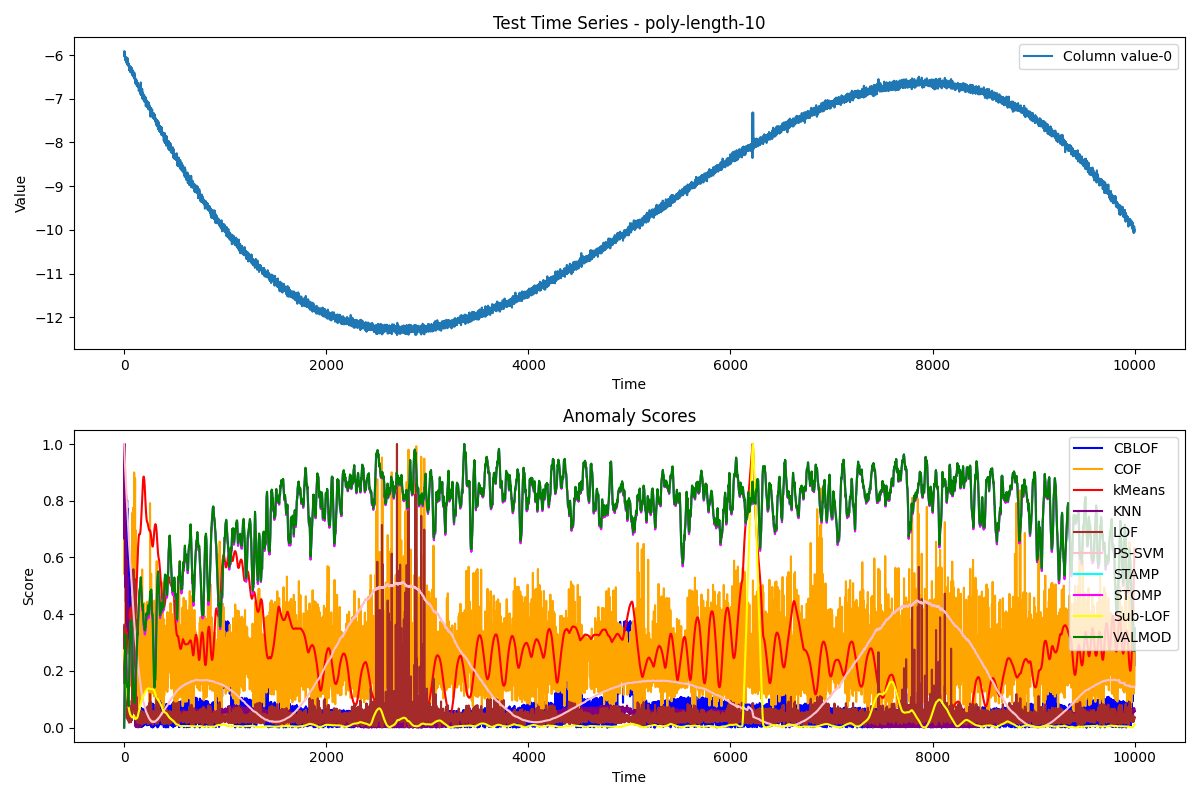 Test Time Series - poly-length-10
Column value-0
Value
−6
−7
−8
−9
−10
−11
−12
0 2000 4000 6000 8000 10000
Time
Anomaly Scores
CBLOF
COF
kMeans
KNN
LOF
PS-SVM
STAMP
STOMP
Sub-LOF
VALMOD
Score
1.0
0.8
0.6
0.4
0.2
0.0
0 2000 4000 6000 8000 10000
Time